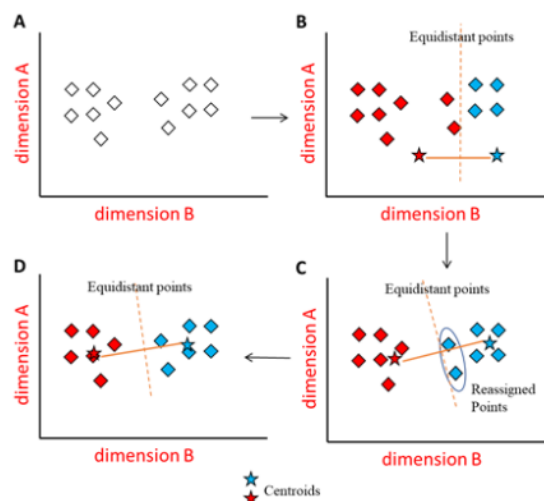 A
dimension A
dimension B
B
Equidistant points
dimension A
dimension B
D
Equidistant points
dimension A
dimension B
C
Equidistant points
dimension A
Reassigned
Points
dimension B
Centroids